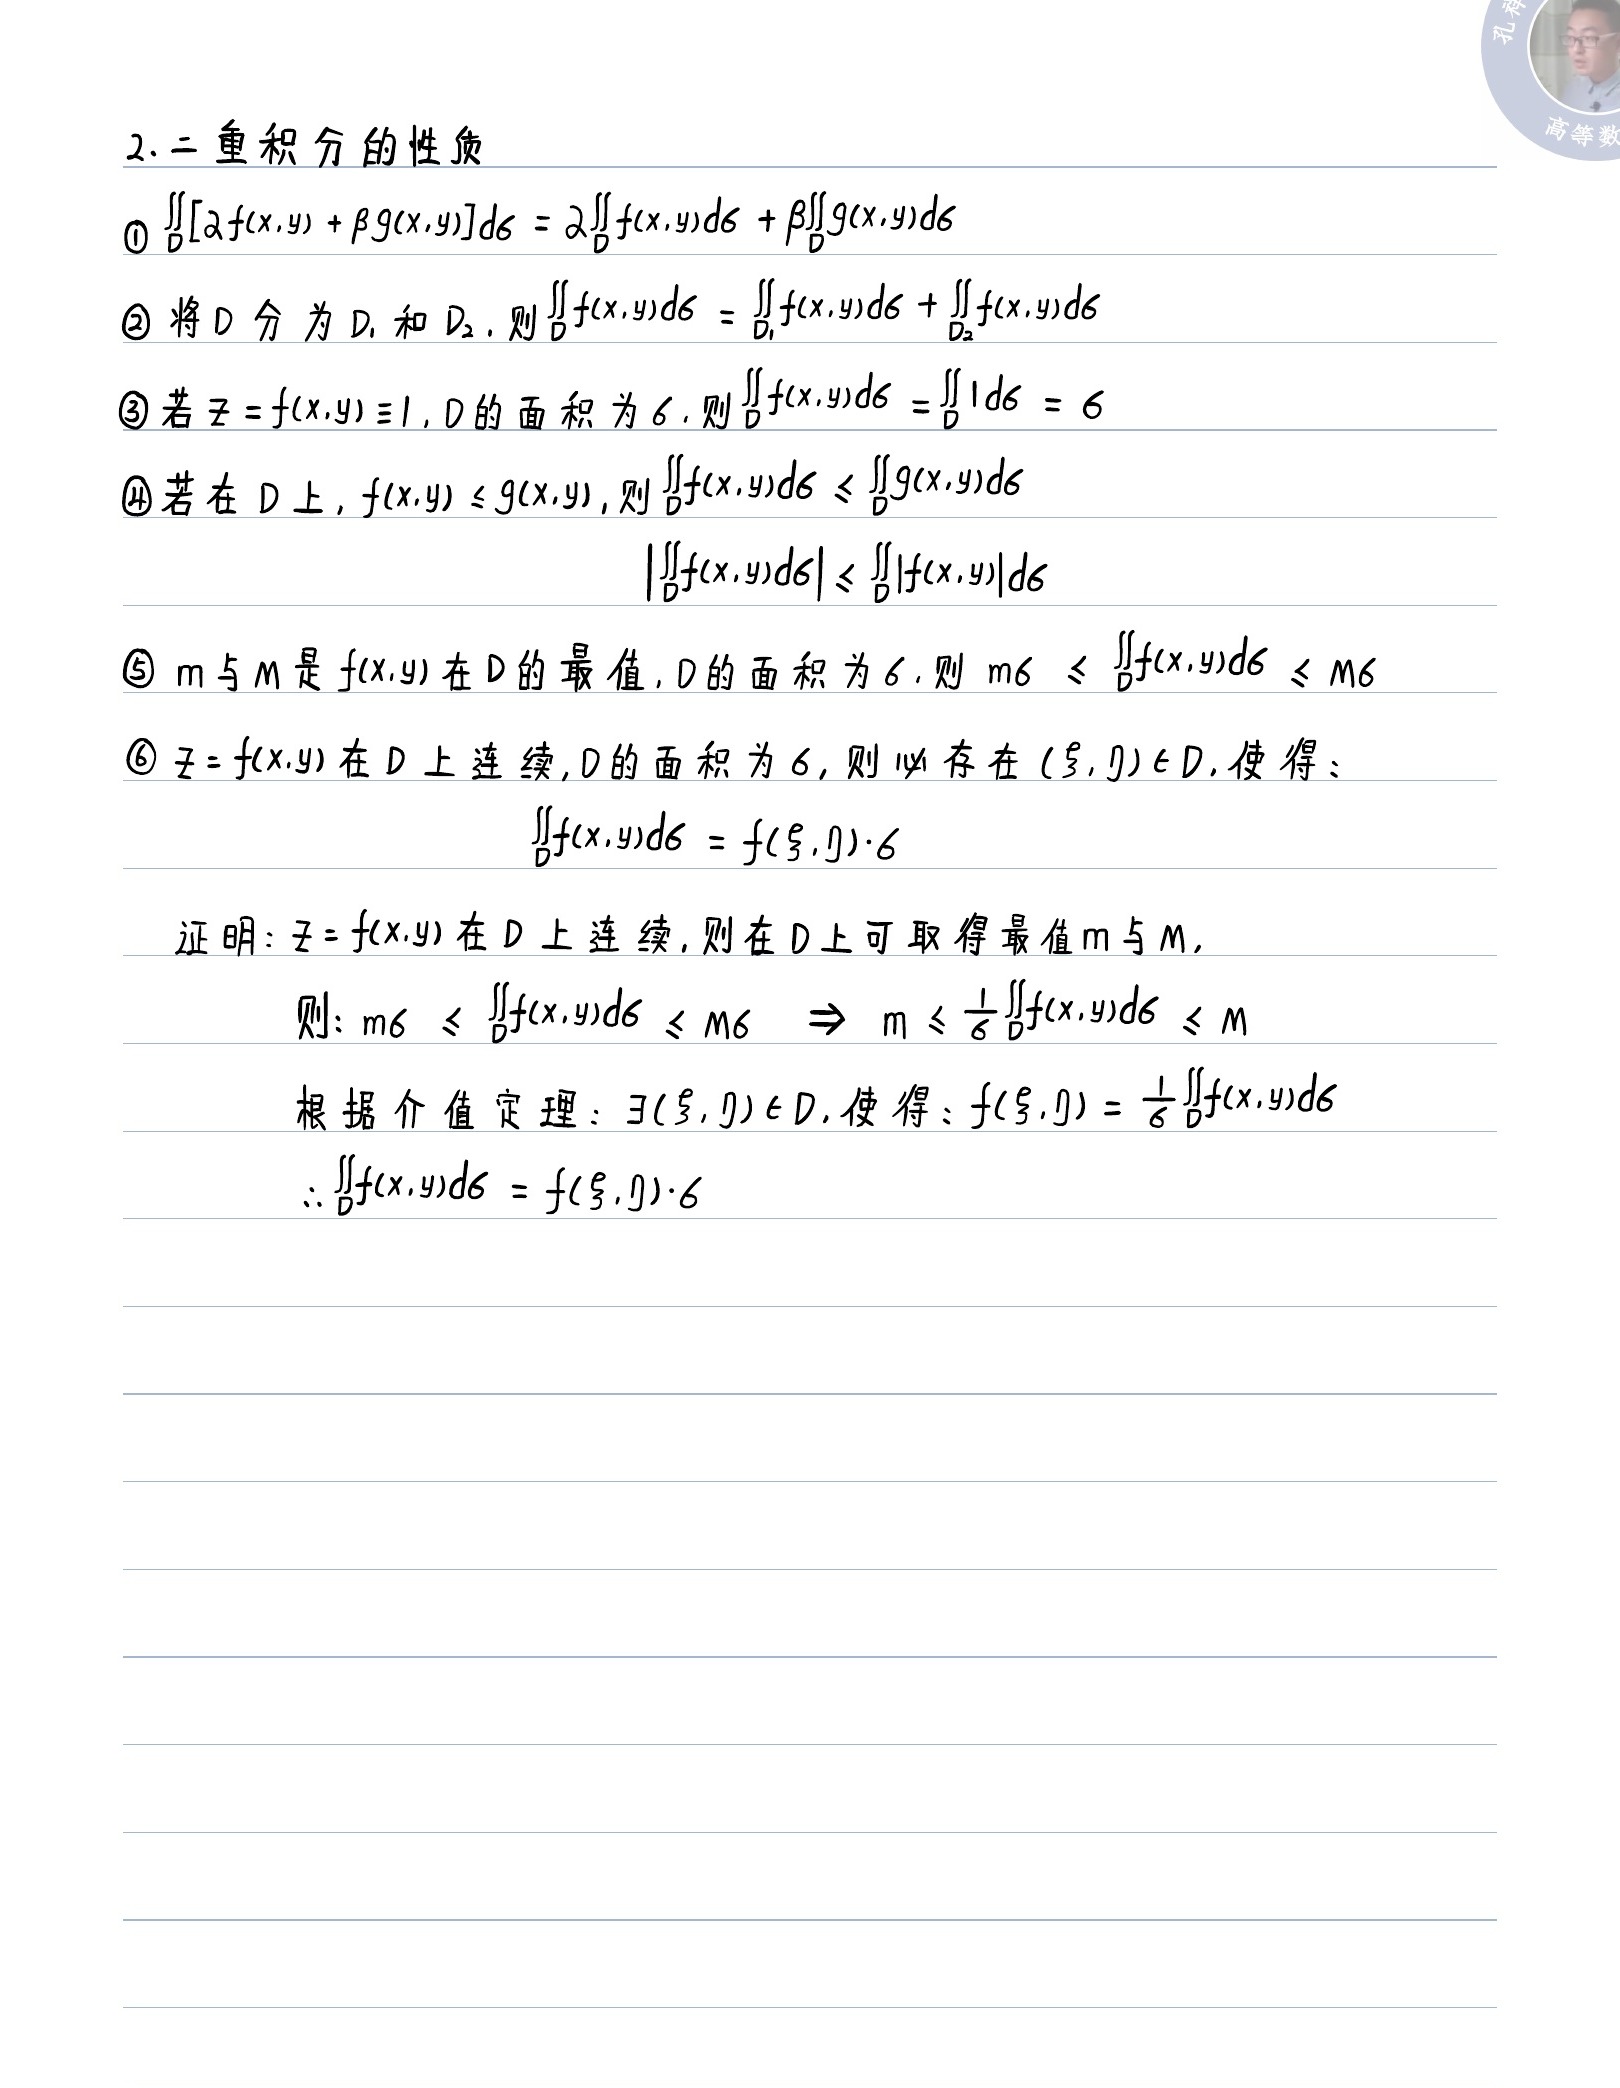 孔祥
高等数
2.二重积分的性质
① ∬_D[αf(x,y)+βg(x,y)]dσ = α∬_D f(x,y)dσ + β∬_D g(x,y)dσ
② 将D分为D₁和D₂,则∬_D f(x,y)dσ = ∬_D₁ f(x,y)dσ + ∬_D₂ f(x,y)dσ
③ 若z=f(x,y)≡1,D的面积为σ,则∬_D f(x,y)dσ = ∬_D 1dσ = σ
④ 若在D上,f(x,y)≤g(x,y),则∬_D f(x,y)dσ ≤ ∬_D g(x,y)dσ
|∬_D f(x,y)dσ| ≤ ∬_D |f(x,y)|dσ
⑤ m与M是f(x,y)在D的最值,D的面积为σ,则 mσ ≤ ∬_D f(x,y)dσ ≤ Mσ
⑥ z=f(x,y)在D上连续,D的面积为σ,则必存在(ξ,η)∈D,使得:
∬_D f(x,y)dσ = f(ξ,η)·σ
证明:z=f(x,y)在D上连续,则在D上可取得最值m与M,
则:mσ ≤ ∬_D f(x,y)dσ ≤ Mσ ⇒ m ≤ 1/σ ∬_D f(x,y)dσ ≤ M
根据介值定理:∃(ξ,η)∈D,使得:f(ξ,η) = 1/σ ∬_D f(x,y)dσ
∴ ∬_D f(x,y)dσ = f(ξ,η)·σ